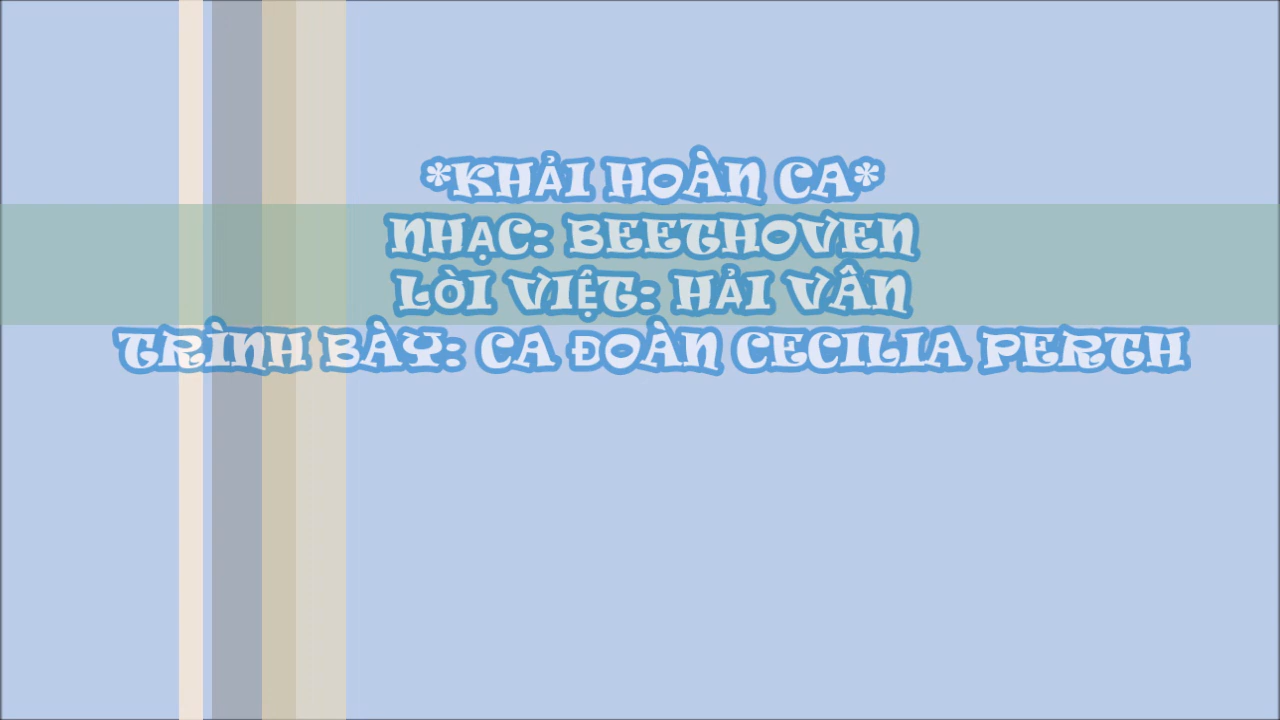 *KHẢI HOÀN CA*
NHẠC: BEETHOVEN
LỜI VIỆT: HẢI VÂN
TRÌNH BÀY: CA ĐOÀN CECILIA PERTH